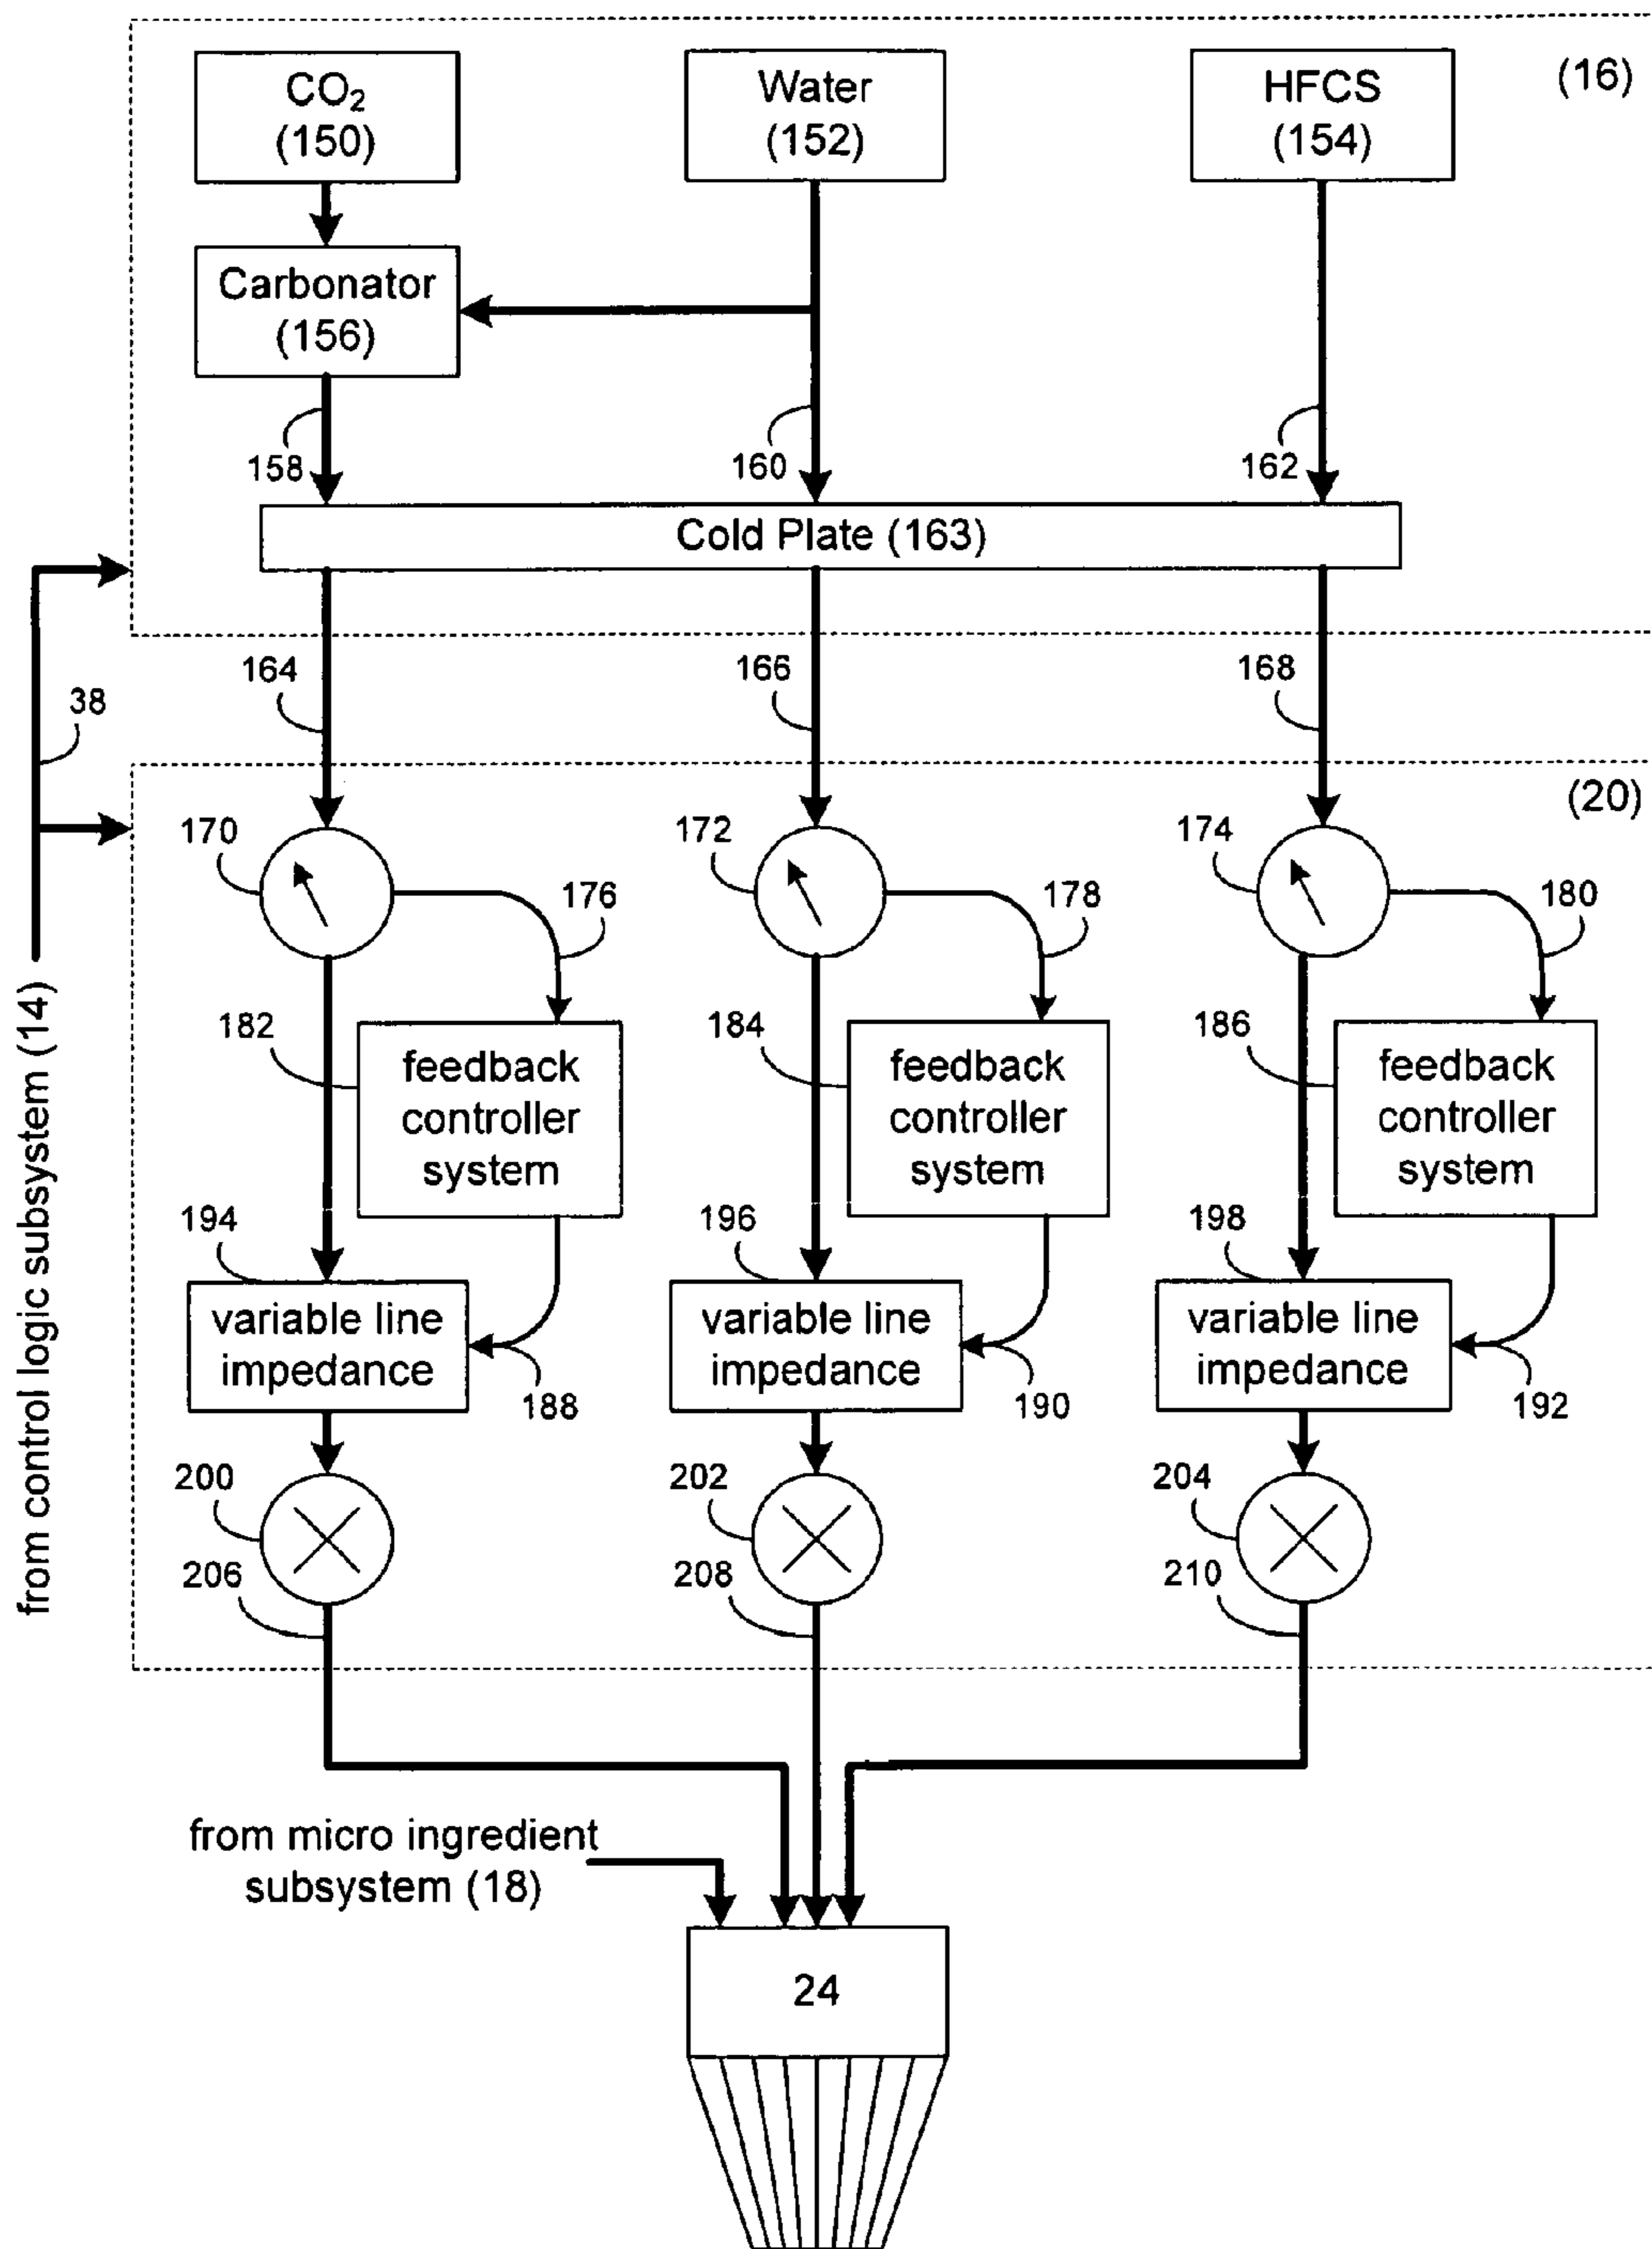 CO₂
(150)
Water
(152)
HFCS
(154)
(16)
Carbonator
(156)
158
160
162
Cold Plate (163)
164
166
168
38
(20)
170
172
174
176
178
180
182
184
186
feedback
controller
system
feedback
controller
system
feedback
controller
system
from control logic subsystem (14)
194
196
198
variable line
impedance
variable line
impedance
variable line
impedance
188
190
192
200
202
204
206
208
210
from micro ingredient
subsystem (18)
24